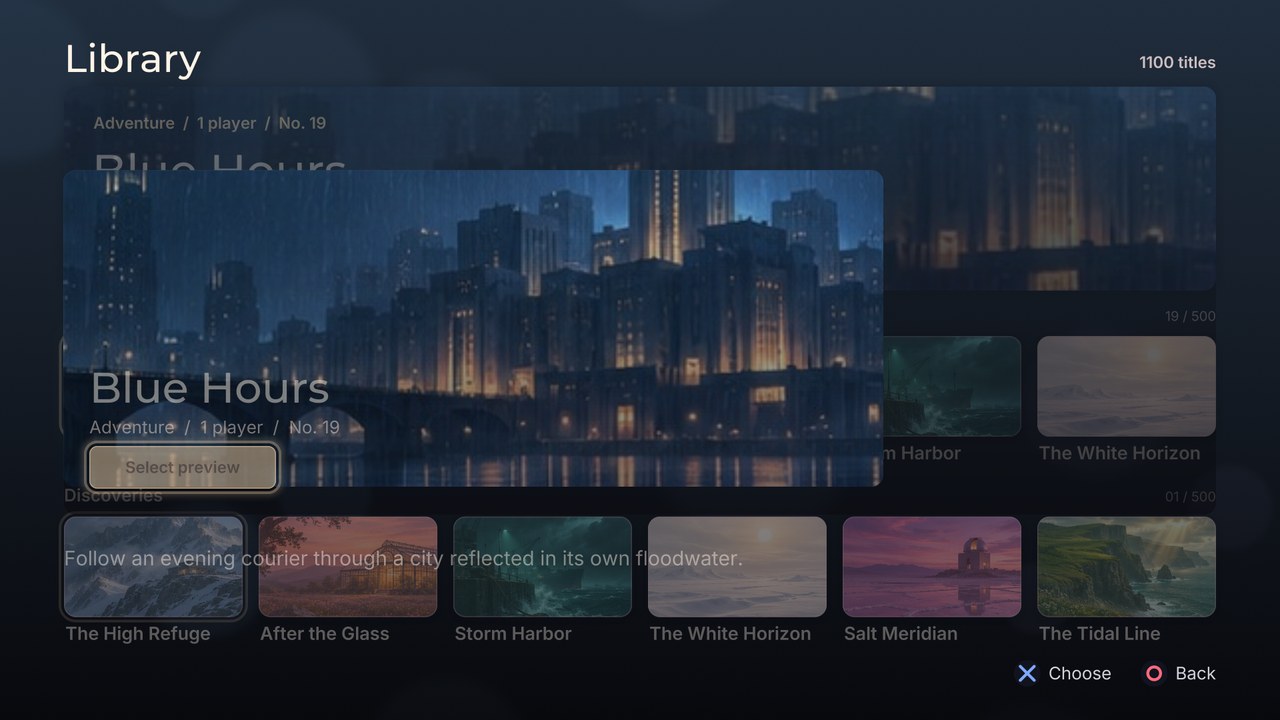 Library
1100 titles
Adventure / 1 player / No. 19
Blue Hours
19 / 500
Blue Hours
Adventure / 1 player / No. 19
Select preview
Harbor
The White Horizon
Discoveries
01 / 500
Follow an evening courier through a city reflected in its own floodwater.
The High Refuge
After the Glass
Storm Harbor
The White Horizon
Salt Meridian
The Tidal Line
Choose
Back